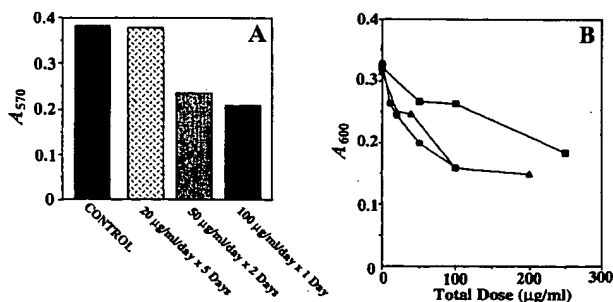 A
A570
0.4
0.3
0.2
0.1
0
CONTROL
20 µg/ml/day x 5 Days
50 µg/ml/day x 2 Days
100 µg/ml/day x 1 Day
B
A600
0.4
0.3
0.2
0.1
0
100
200
300
Total Dose (µg/ml)